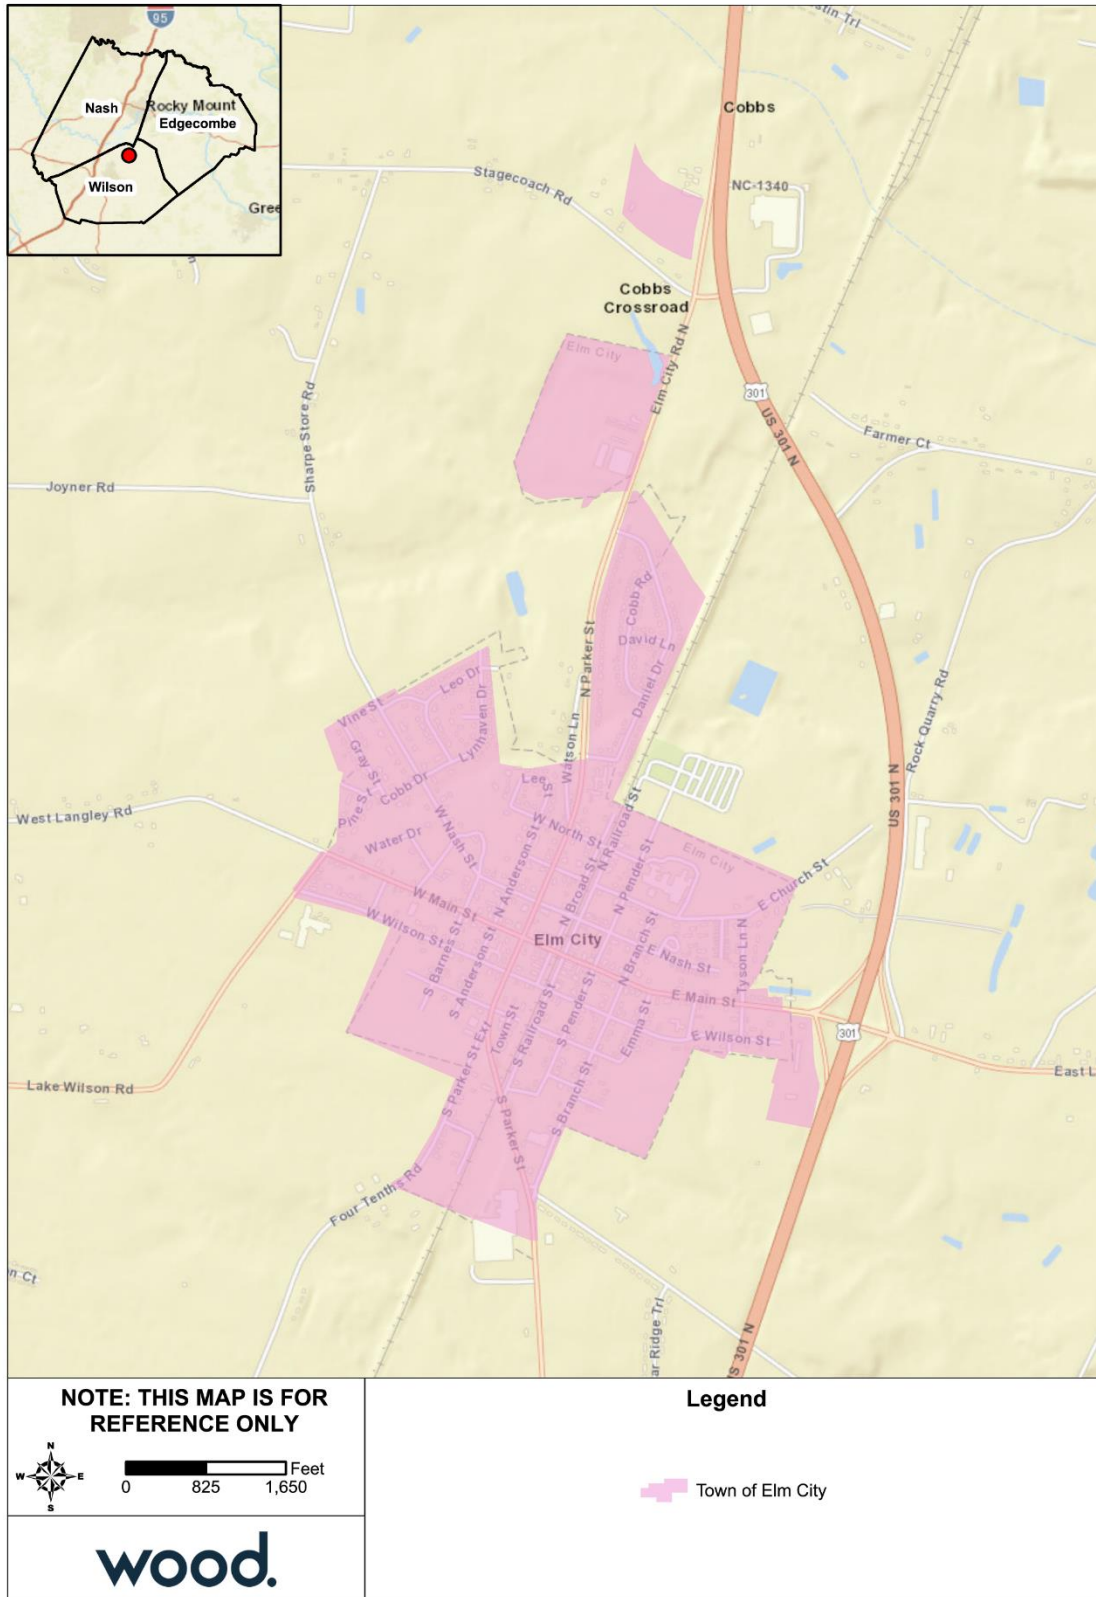 95
Nash
Rocky Mount
Edgecombe
Wilson
Gree
Cobbs
NC-1340
Stagecoach Rd
Cobbs
Crossroad
Elm City
Elm City Rd N
301
US 301 N
Farmer Ct
Sharpe Store Rd
Joyner Rd
Cobb Rd
David Ln
Daniel Dr
N Parker St
Watson Ln
Rock Quarry Rd
Leo Dr
Vine St
Lynhaven Dr
Gray St
Cobb Dr
Pine St
Lee St
West Langley Rd
Water Dr
W Nash St
W North St
N Railroad St
US 301 N
N Anderson St
N Broad St
N Pender St
Elm City
E Church St
W Main St
W Wilson St
S Barnes St
S Anderson St
Elm City
N Branch St
E Nash St
Tyson Ln N
E Main St
E Wilson St
301
Town St
S Railroad St
S Pender St
Emma St
S Parker St Ext
S Branch St
S Parker St
Lake Wilson Rd
East L
Four Tenths Rd
n Ct
ar Ridge Trl
US 301 N
NOTE: THIS MAP IS FOR
REFERENCE ONLY
N
W E
S
Feet
0 825 1,650
wood.
Legend
Town of Elm City